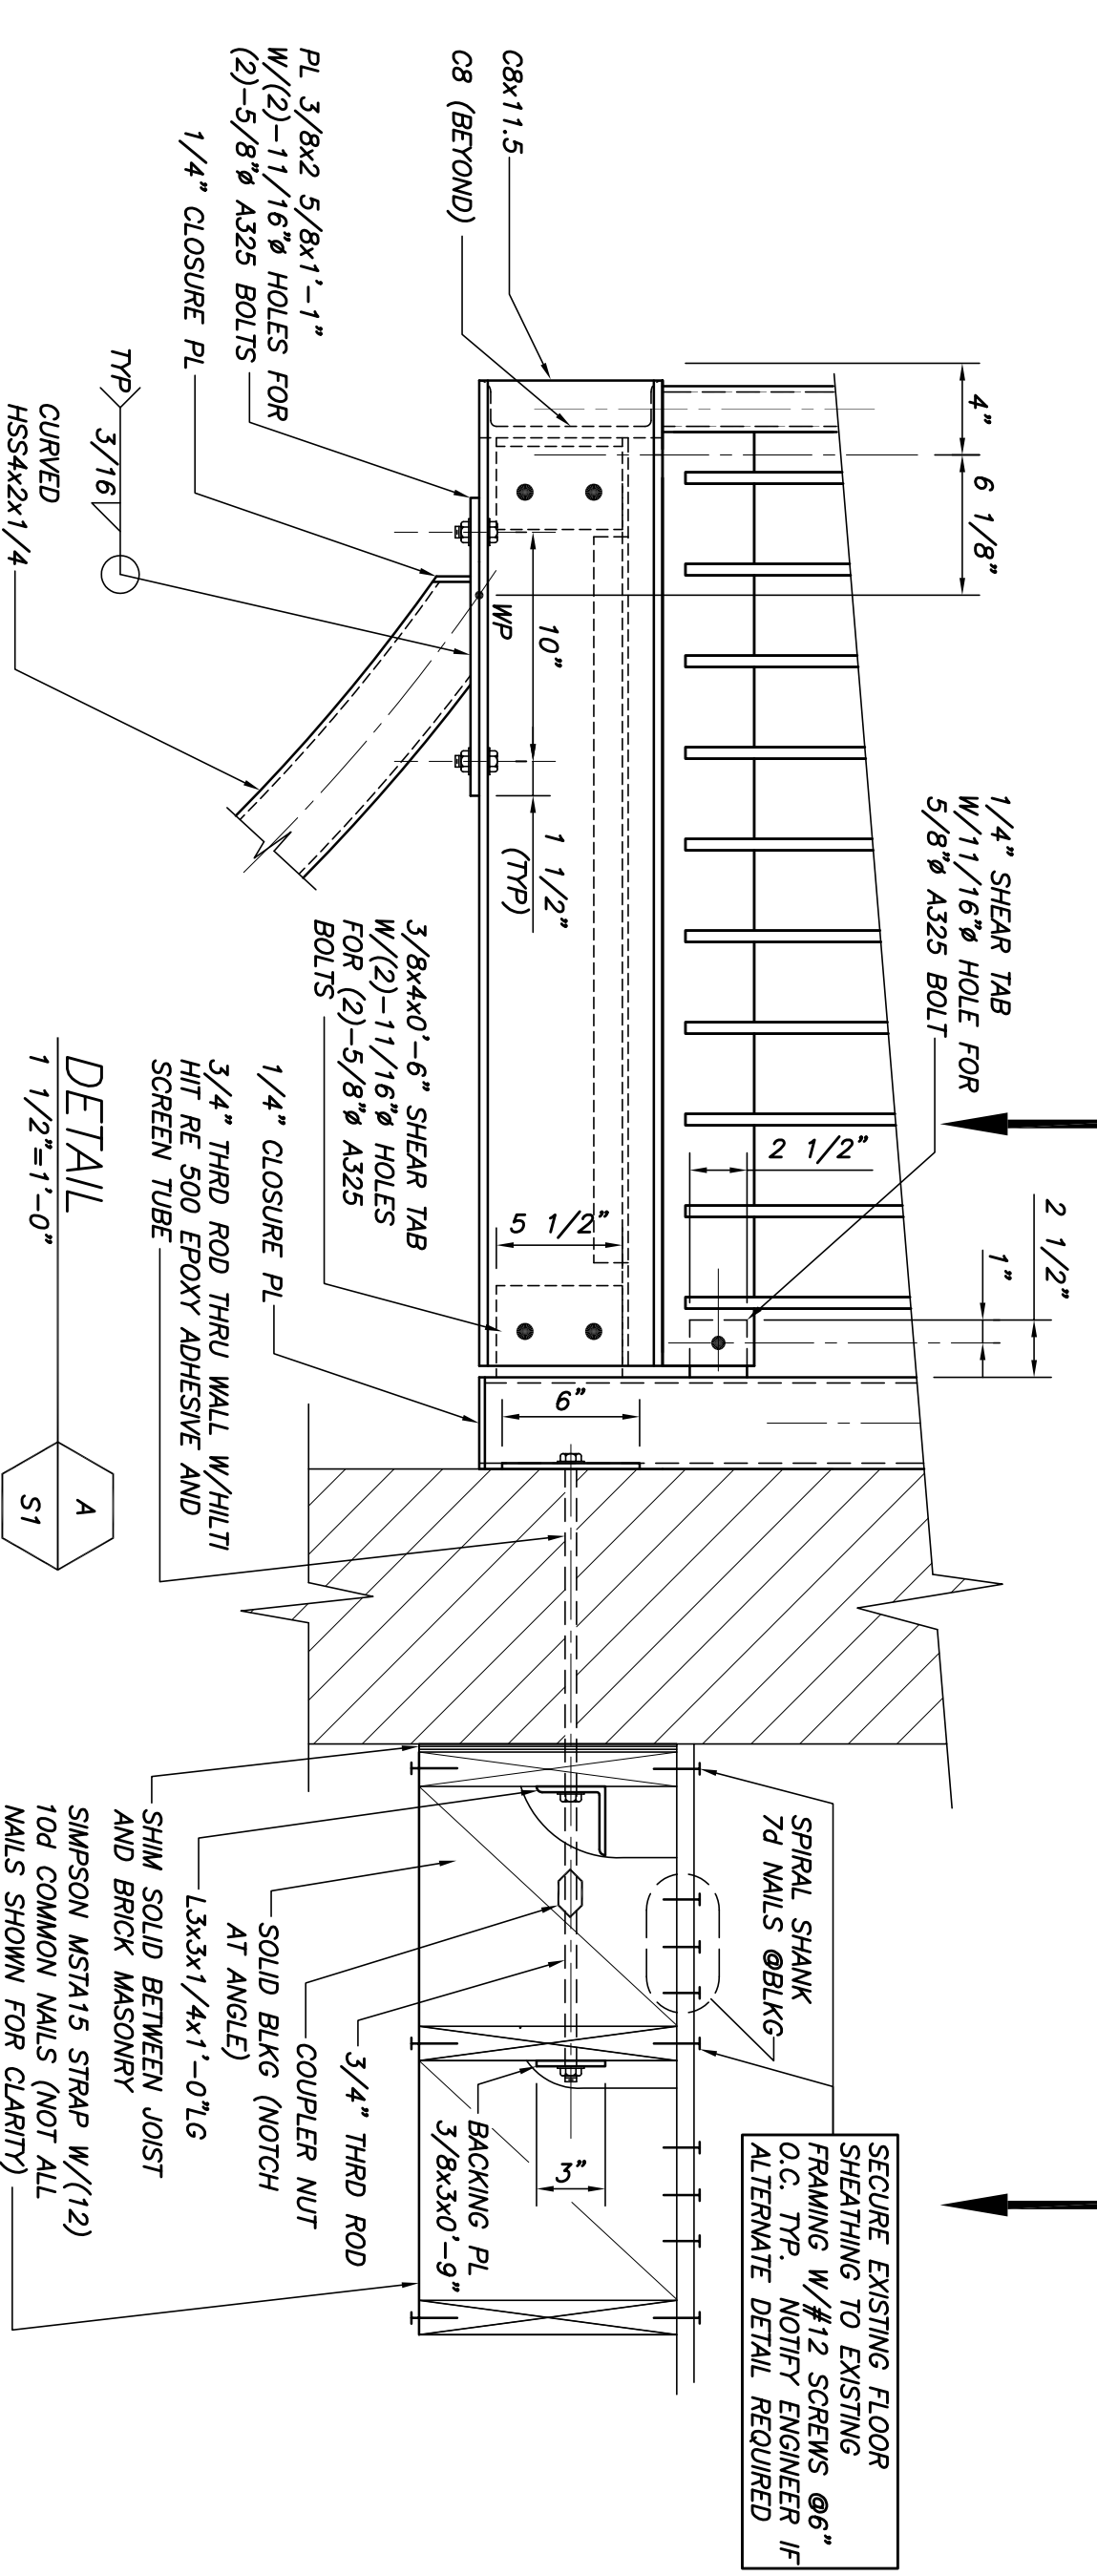 4"
6 1/8"
1/4" SHEAR TAB
W/11/16"ø HOLE FOR
5/8"ø A325 BOLT
2 1/2"
1"
2 1/2"
C8x11.5
C8 (BEYOND)
PL 3/8x2 5/8x1'-1"
W/(2)-11/16"ø HOLES FOR
(2)-5/8"ø A325 BOLTS
1/4" CLOSURE PL
TYP
3/16
CURVED
HSS4x2x1/4
WP
10"
1 1/2"
(TYP)
5 1/2"
3/8x4x0'-6" SHEAR TAB
W/(2)-11/16"ø HOLES
FOR (2)-5/8"ø A325
BOLTS
6"
1/4" CLOSURE PL
3/4" THRD ROD THRU WALL W/HILTI
HIT RE 500 EPOXY ADHESIVE AND
SCREEN TUBE
SECURE EXISTING FLOOR
SHEATHING TO EXISTING
FRAMING W/#12 SCREWS @6"
O.C. TYP. NOTIFY ENGINEER IF
ALTERNATE DETAIL REQUIRED
SPIRAL SHANK
7d NAILS @BLKG
3"
BACKING PL
3/8x3x0'-9"
3/4" THRD ROD
COUPLER NUT
SOLID BLKG (NOTCH
AT ANGLE)
L3x3x1/4x1'-0"LG
SHIM SOLID BETWEEN JOIST
AND BRICK MASONRY
SIMPSON MSTA15 STRAP W/(12)
10d COMMON NAILS (NOT ALL
NAILS SHOWN FOR CLARITY)
DETAIL
1 1/2"=1'-0"
A
S1